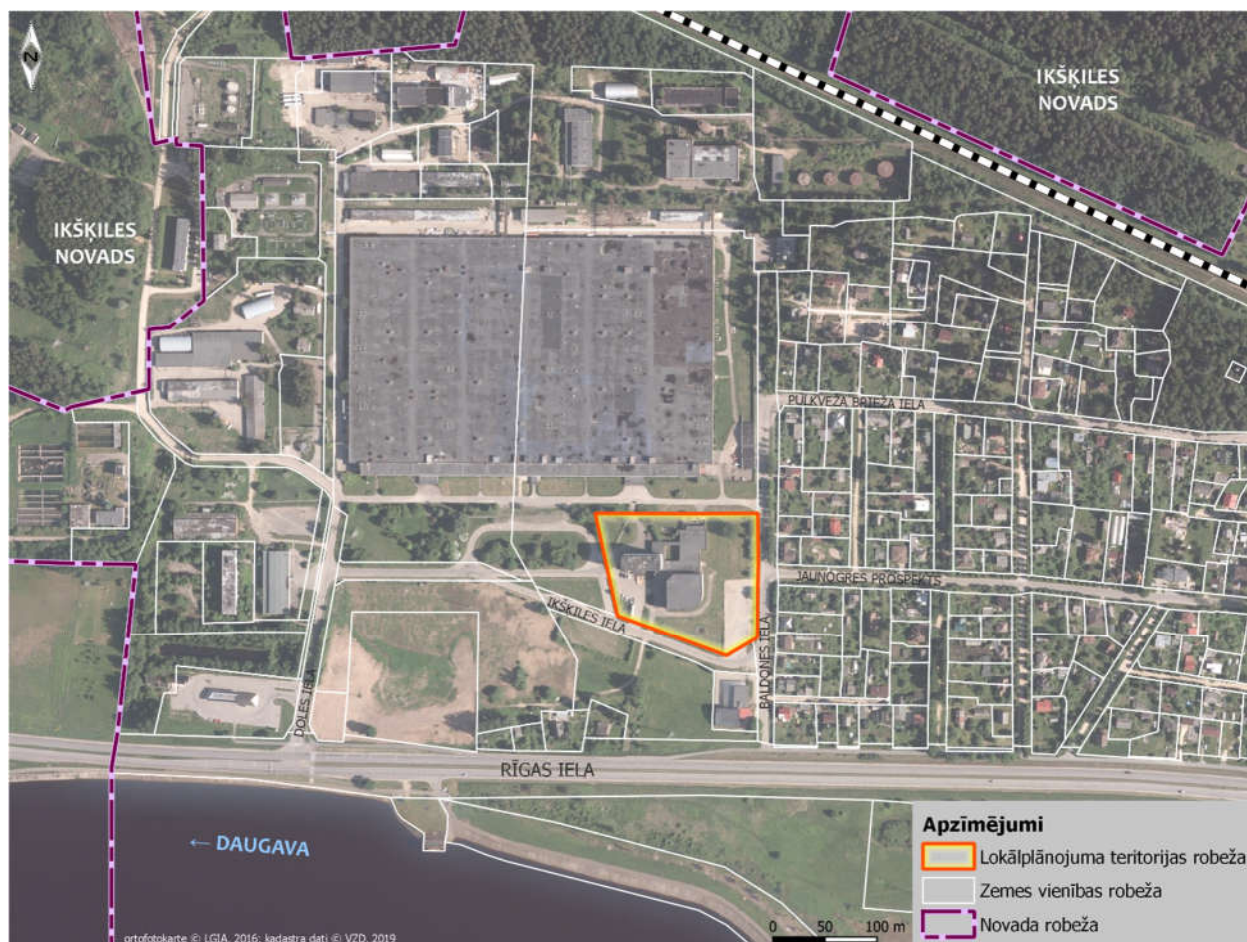 N
IKŠĶILES
NOVADS
IKŠĶILES
NOVADS
PULKVEŽA BRIEŽA IELA
JAUNOGRES PROSPEKTS
IKŠĶILES IELA
BALDONES IELA
DOLES IELA
RĪGAS IELA
← DAUGAVA
Apzīmējumi
Lokālplānojuma teritorijas robeža
Zemes vienības robeža
Novada robeža
0 50 100 m
ortofotokarte © LĢIA, 2016; kadastra dati © VZD, 2019